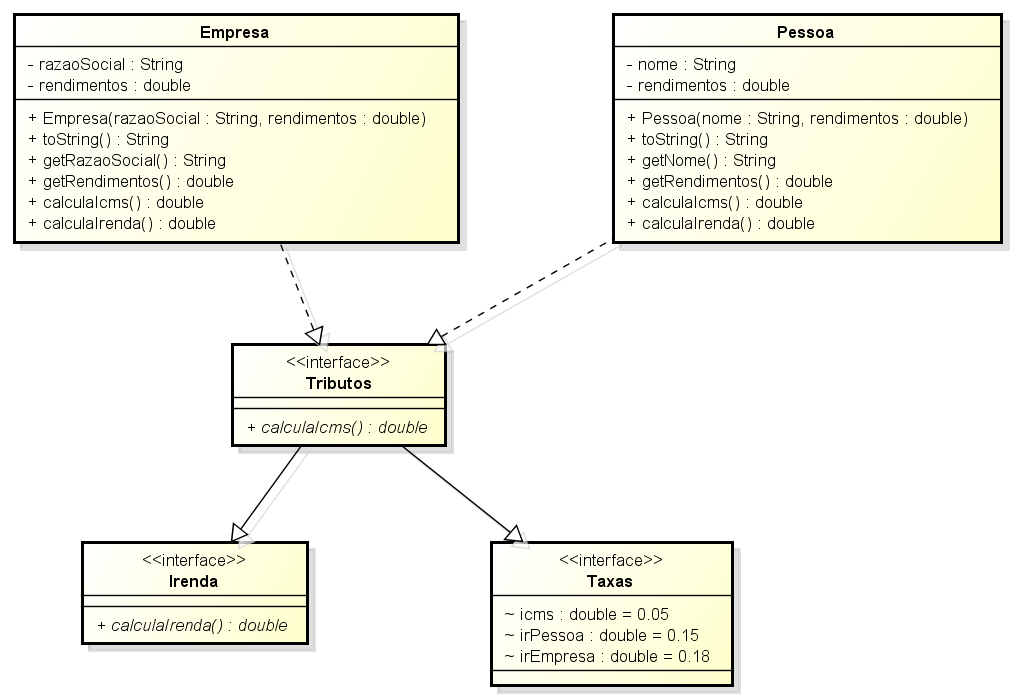 Empresa
- razaoSocial : String
- rendimentos : double
+ Empresa(razaoSocial : String, rendimentos : double)
+ toString() : String
+ getRazaoSocial() : String
+ getRendimentos() : double
+ calculaIcms() : double
+ calculaIrenda() : double
Pessoa
- nome : String
- rendimentos : double
+ Pessoa(nome : String, rendimentos : double)
+ toString() : String
+ getNome() : String
+ getRendimentos() : double
+ calculaIcms() : double
+ calculaIrenda() : double
<<interface>>
Tributos
+ calculaIcms() : double
<<interface>>
Irenda
+ calculaIrenda() : double
<<interface>>
Taxas
~ icms : double = 0.05
~ irPessoa : double = 0.15
~ irEmpresa : double = 0.18